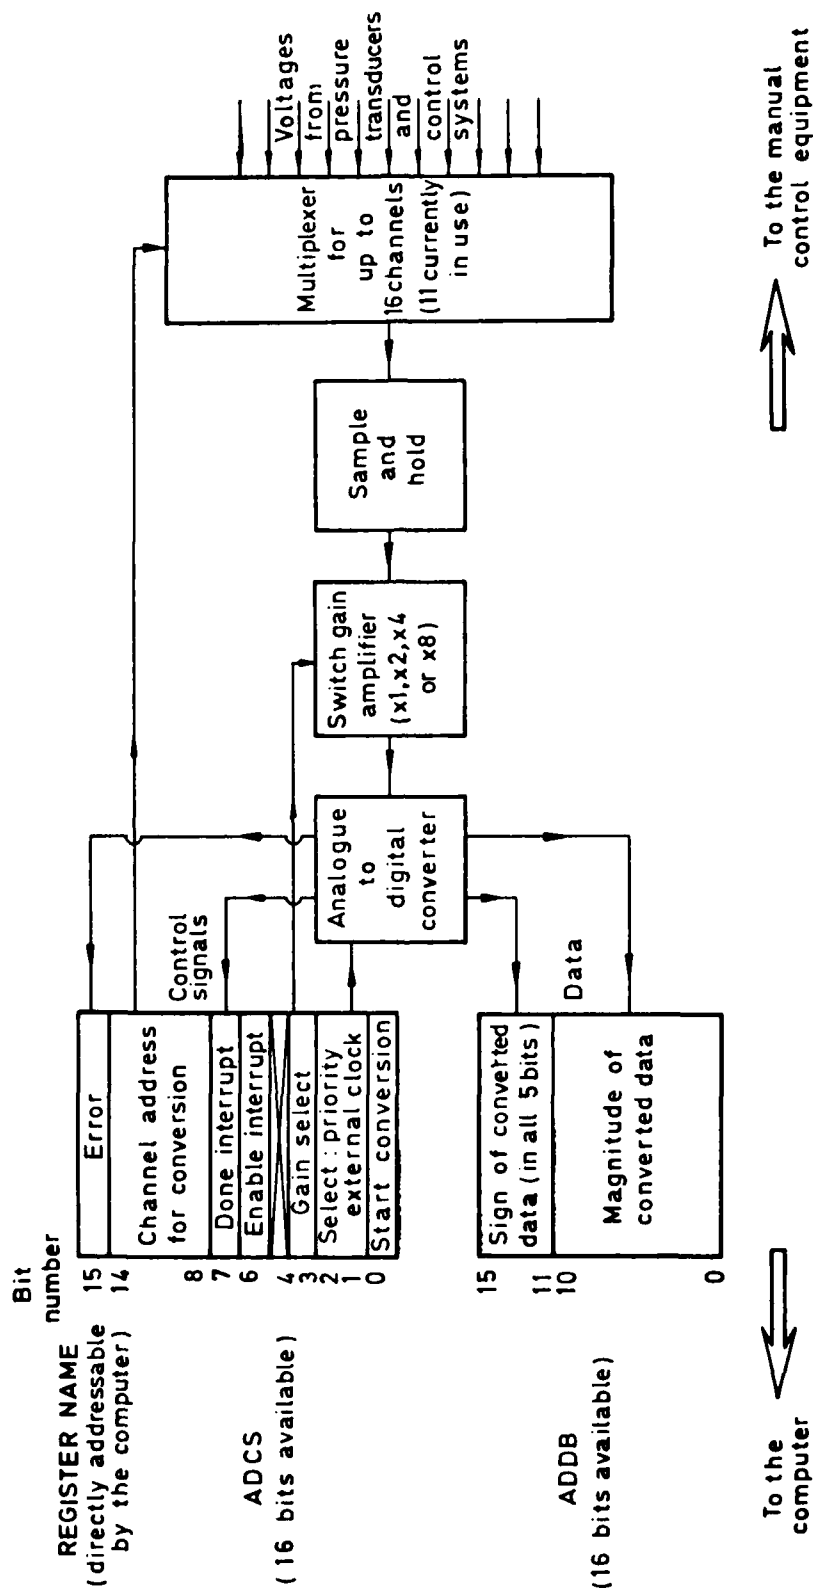 Bit
number
REGISTER NAME
(directly addressable
by the computer)
ADCS
(16 bits available)
15
14
8
7
6
4
3
2
1
0
Error
Channel address
for conversion
Done interrupt
Enable interrupt
Gain select
Select : priority
external clock
Start conversion
Control
signals
Analogue
to
digital
converter
Switch gain
amplifier
(x1,x2,x4
or x8)
Sample
and
hold
Multiplexer
for
up to
16 channels
(11 currently
in use)
Voltages
from
pressure
transducers
and
control
systems
ADDB
(16 bits available)
15
11
10
0
Sign of converted
data (in all 5 bits)
Magnitude of
converted data
Data
To the
computer
To the manual
control equipment